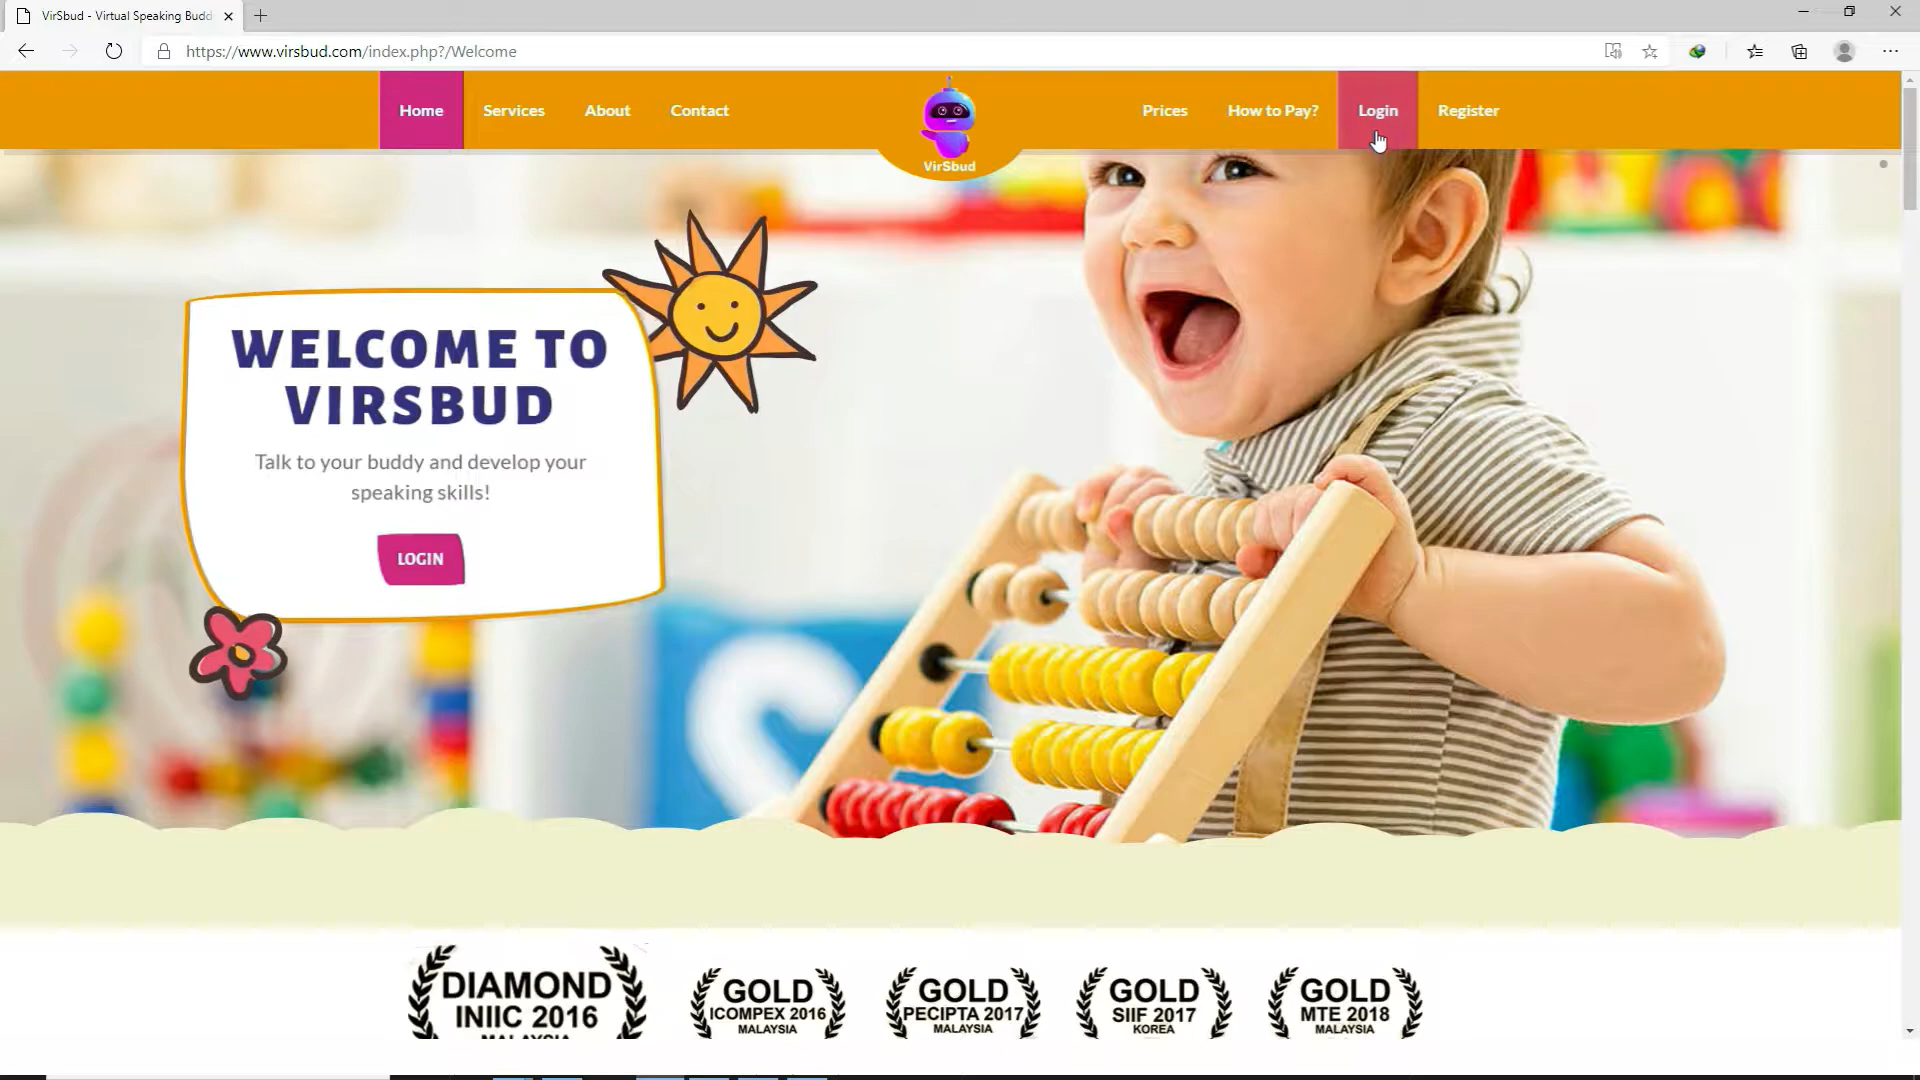 VirSbud - Virtual Speaking Budd
https://www.virsbud.com/index.php?/Welcome
Home
Services
About
Contact
VirSbud
Prices
How to Pay?
Login
Register
WELCOME TO
VIRSBUD
Talk to your buddy and develop your
speaking skills!
LOGIN
DIAMOND
INIIC 2016
MALAYSIA
GOLD
ICOMPEX 2016
MALAYSIA
GOLD
PECIPTA 2017
MALAYSIA
GOLD
SIIF 2017
KOREA
GOLD
MTE 2018
MALAYSIA